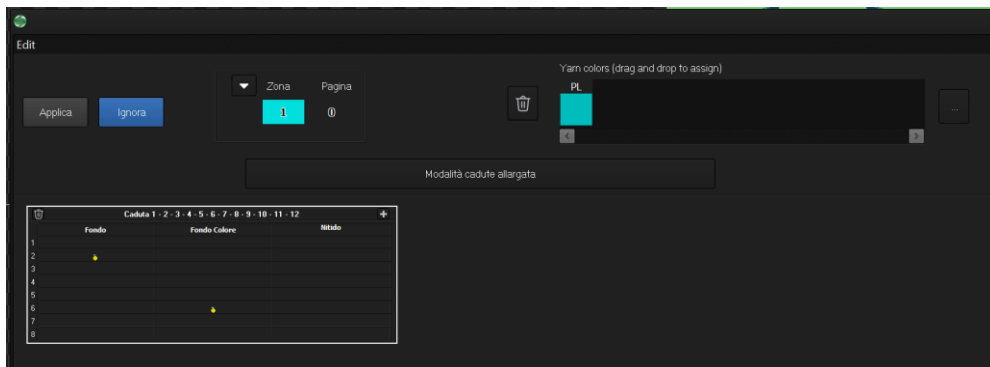 Edit
Yarn colors (drag and drop to assign)
Zona Pagina
PL
Applica Ignora
1 0
...
Modalità cadute allargata
Caduta 1 - 2 - 3 - 4 - 5 - 6 - 7 - 8 - 9 - 10 - 11 - 12 +
Fondo Fondo Colore Nitido
1
2
3
4
5
6
7
8